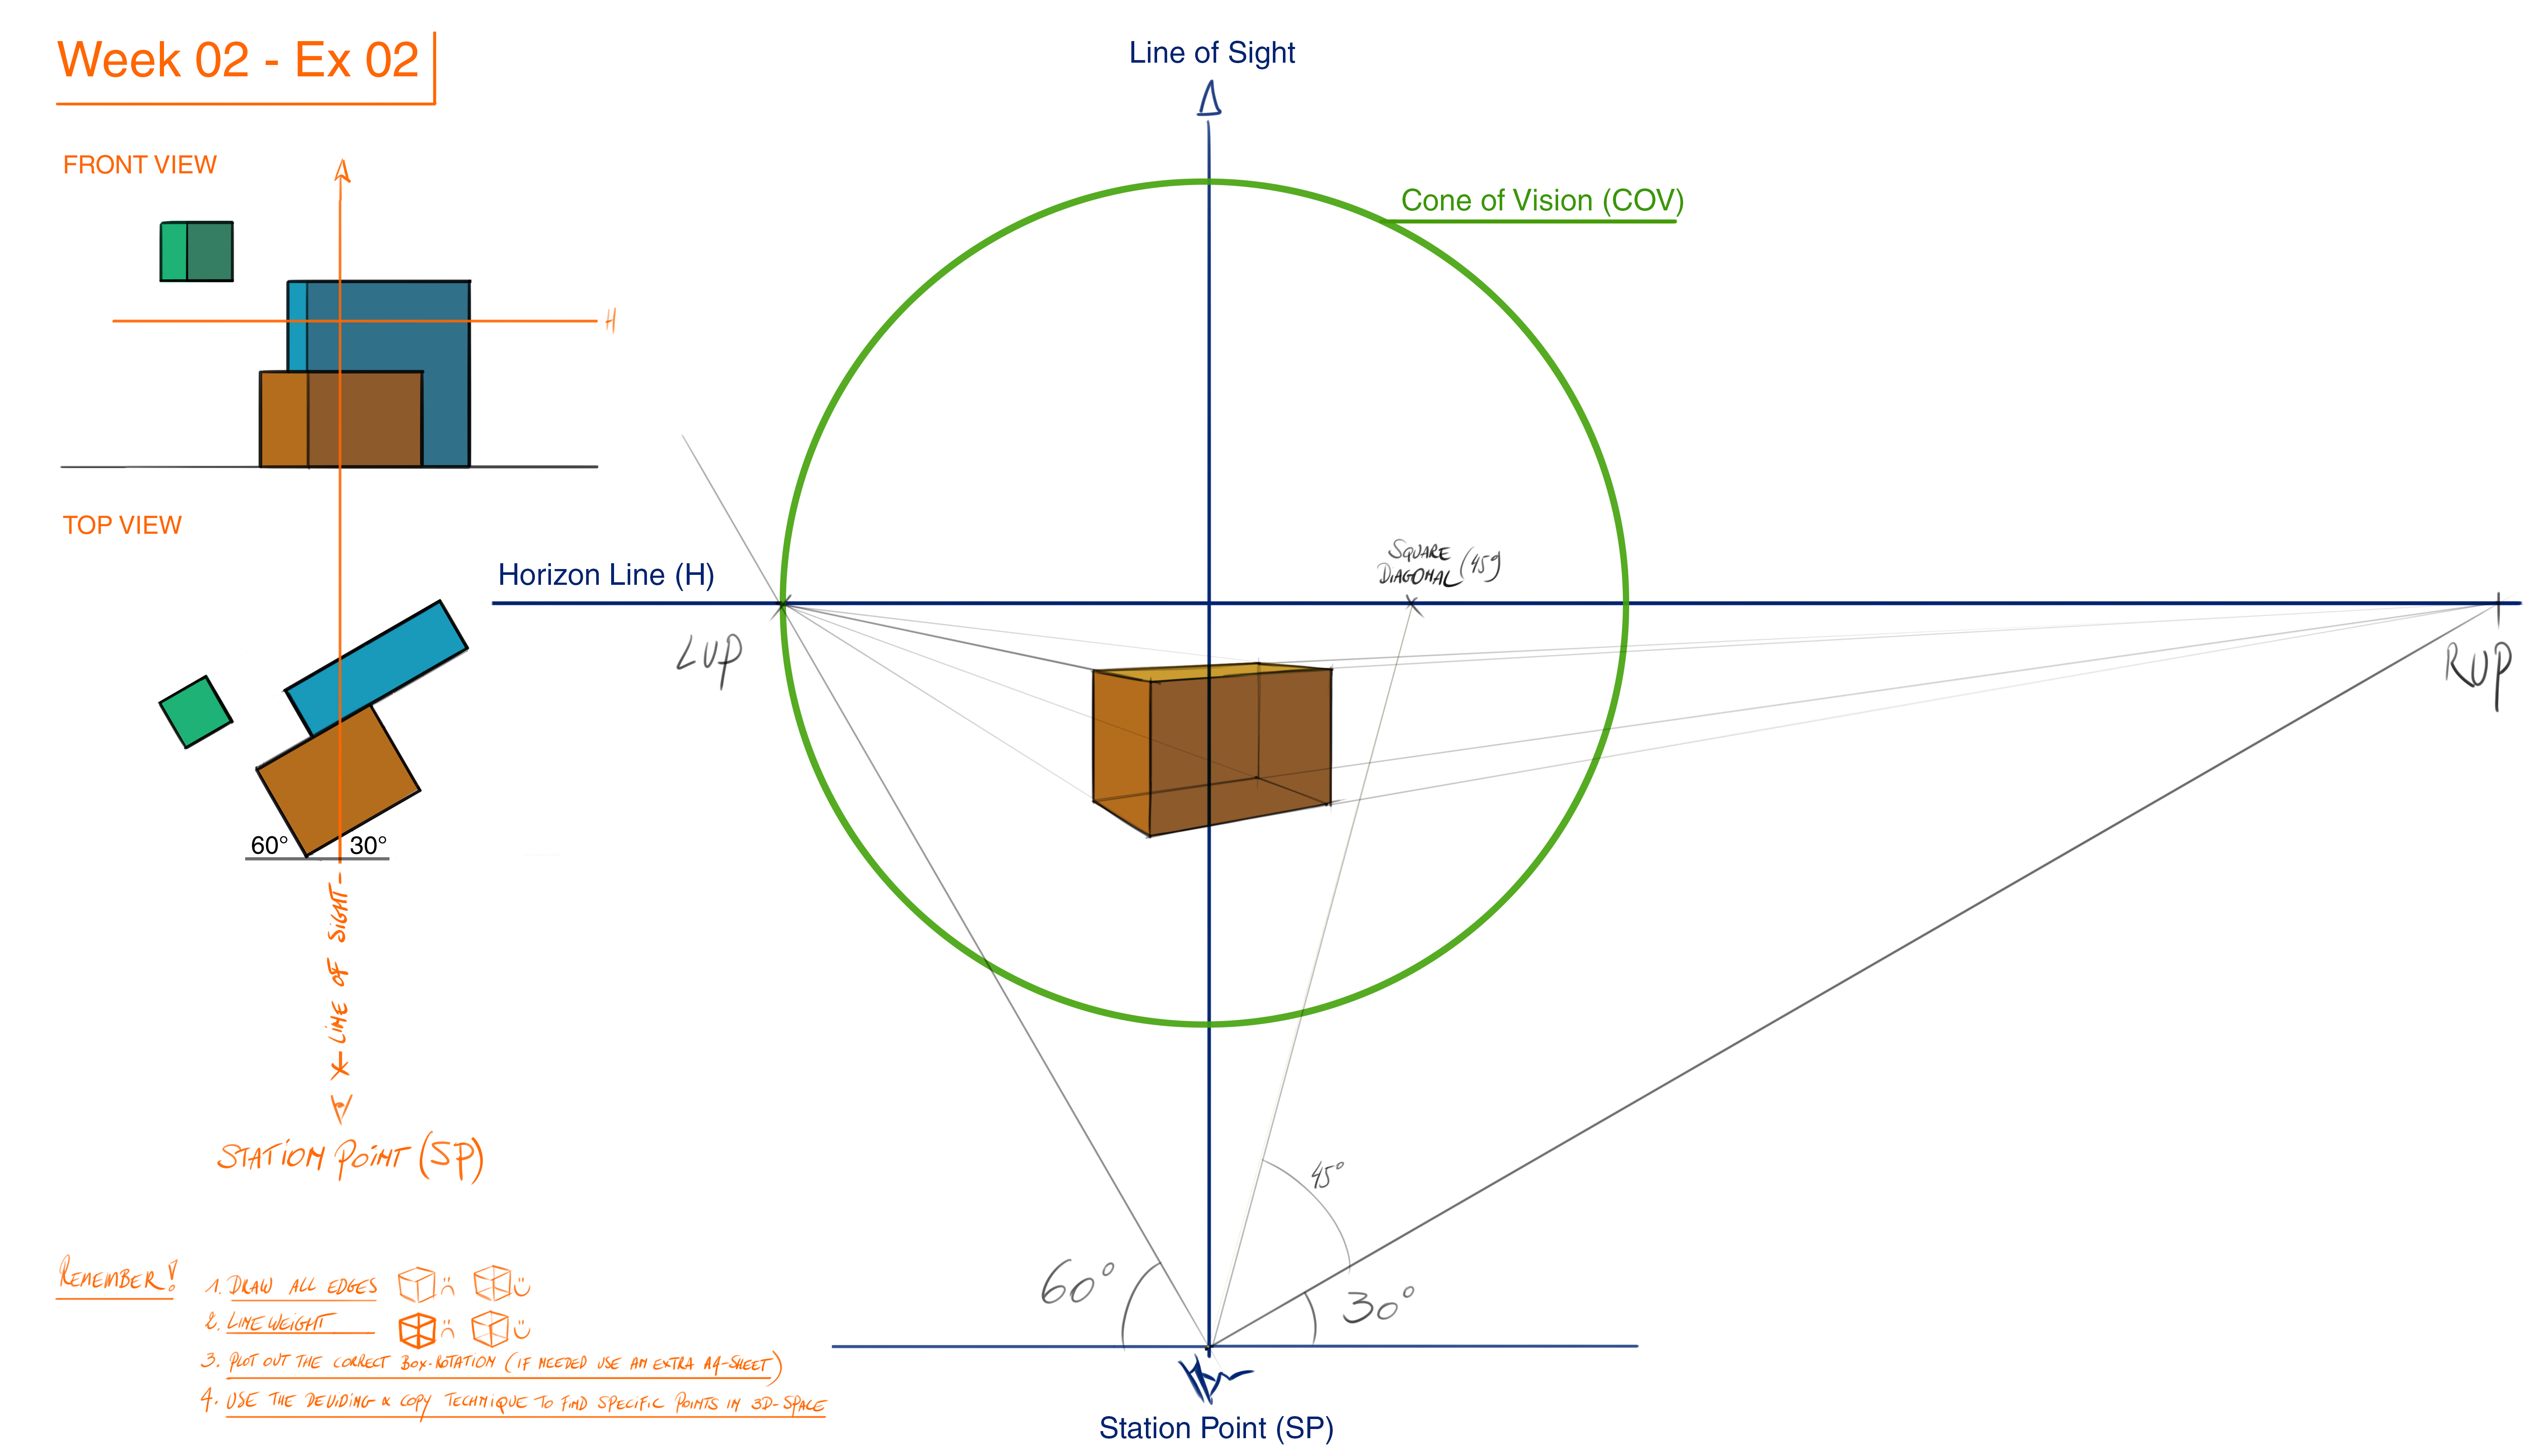 Week 02 - Ex 02
FRONT VIEW
H
TOP VIEW
60° 30°
LINE OF SIGHT
STATION POINT (SP)
REMEMBER!
1. DRAW ALL EDGES
2. LINE WEIGHT
3. PLOT OUT THE CORRECT BOX-ROTATION (IF NEEDED USE AN EXTRA A4-SHEET)
4. USE THE DEVIDING & COPY TECHNIQUE TO FIND SPECIFIC POINTS IN 3D-SPACE
Line of Sight
Cone of Vision (COV)
Horizon Line (H)
SQUARE
DIAGONAL (45°)
LVP
RVP
45°
60°
30°
Station Point (SP)